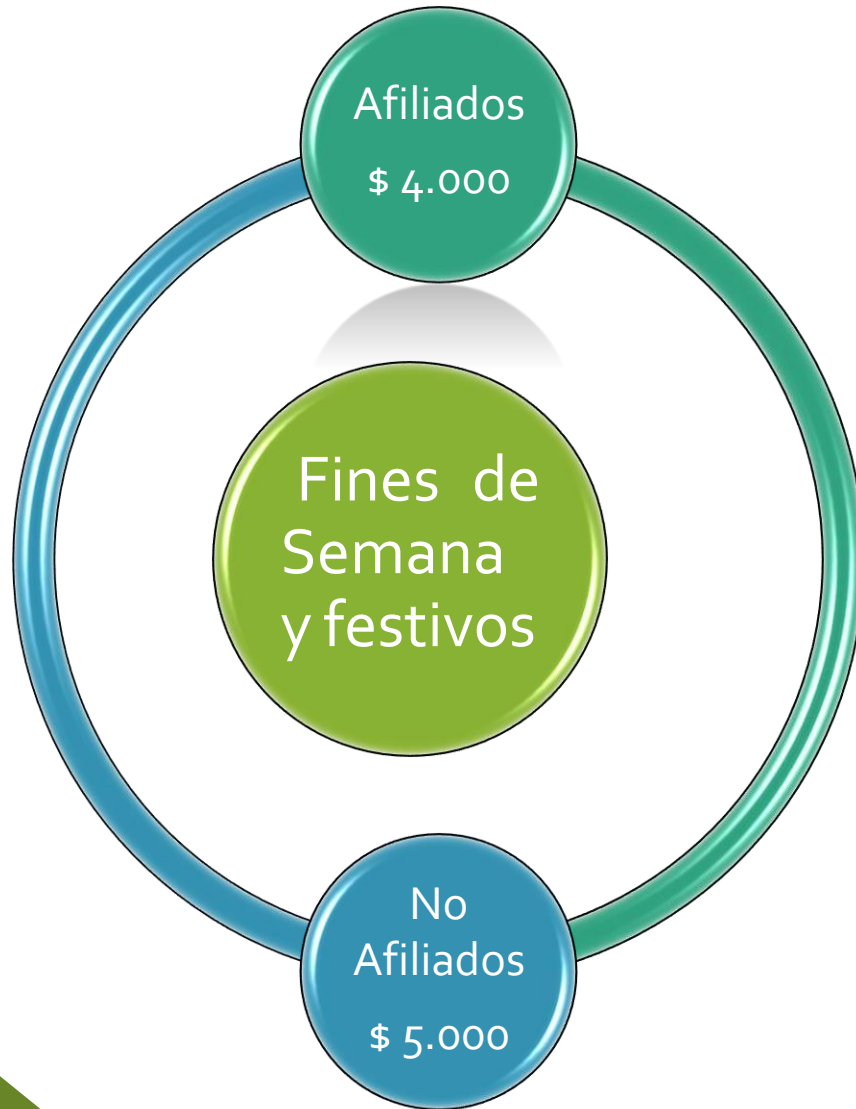 Afiliados
$ 4.000
Fines de
Semana
y festivos
No
Afiliados
$ 5.000